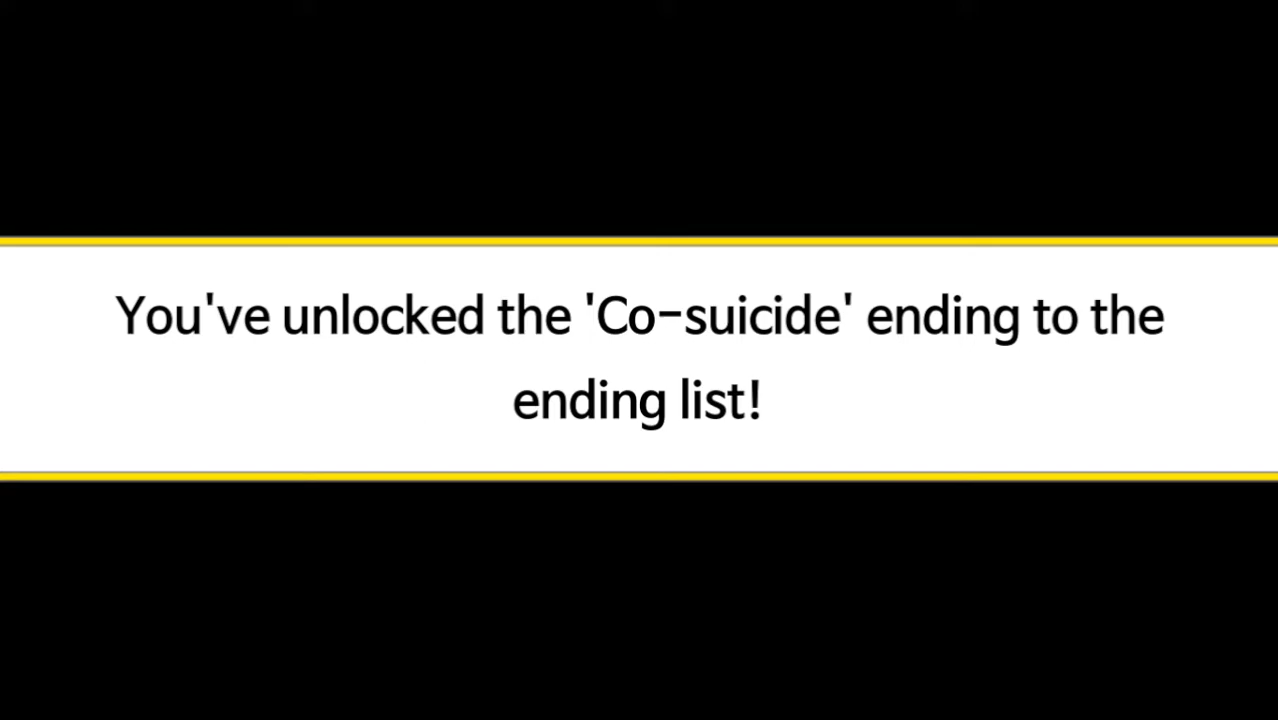 You've unlocked the 'Co-suicide' ending to the
ending list!